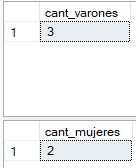 cant_varones
1 3
cant_mujeres
1 2